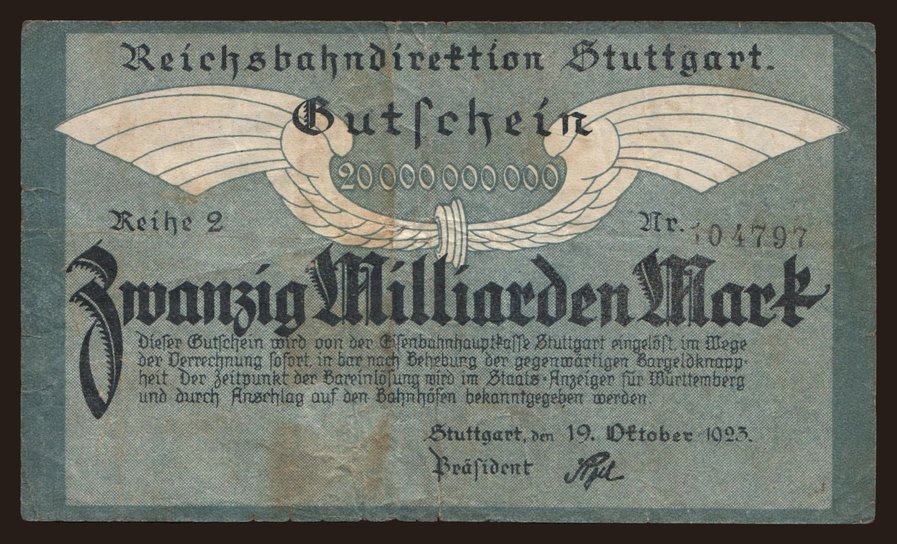 Reichsbahndirektion Stuttgart.
Gutschein
20 000 000 000
Reihe 2
Nr. 104797
Zwanzig Milliarden Mark
Dieser Gutschein wird von der Eisenbahnhauptkasse Stuttgart eingelöst, im Wege
der Verrechnung sofort, in bar nach Behebung der gegenwärtigen Bargeldknapp-
heit. Der Zeitpunkt der Bareinlösung wird im Staats-Anzeiger für Württemberg
und durch Anschlag auf den Bahnhöfen bekanntgegeben werden.
Stuttgart, den 19. Oktober 1923.
Präsident